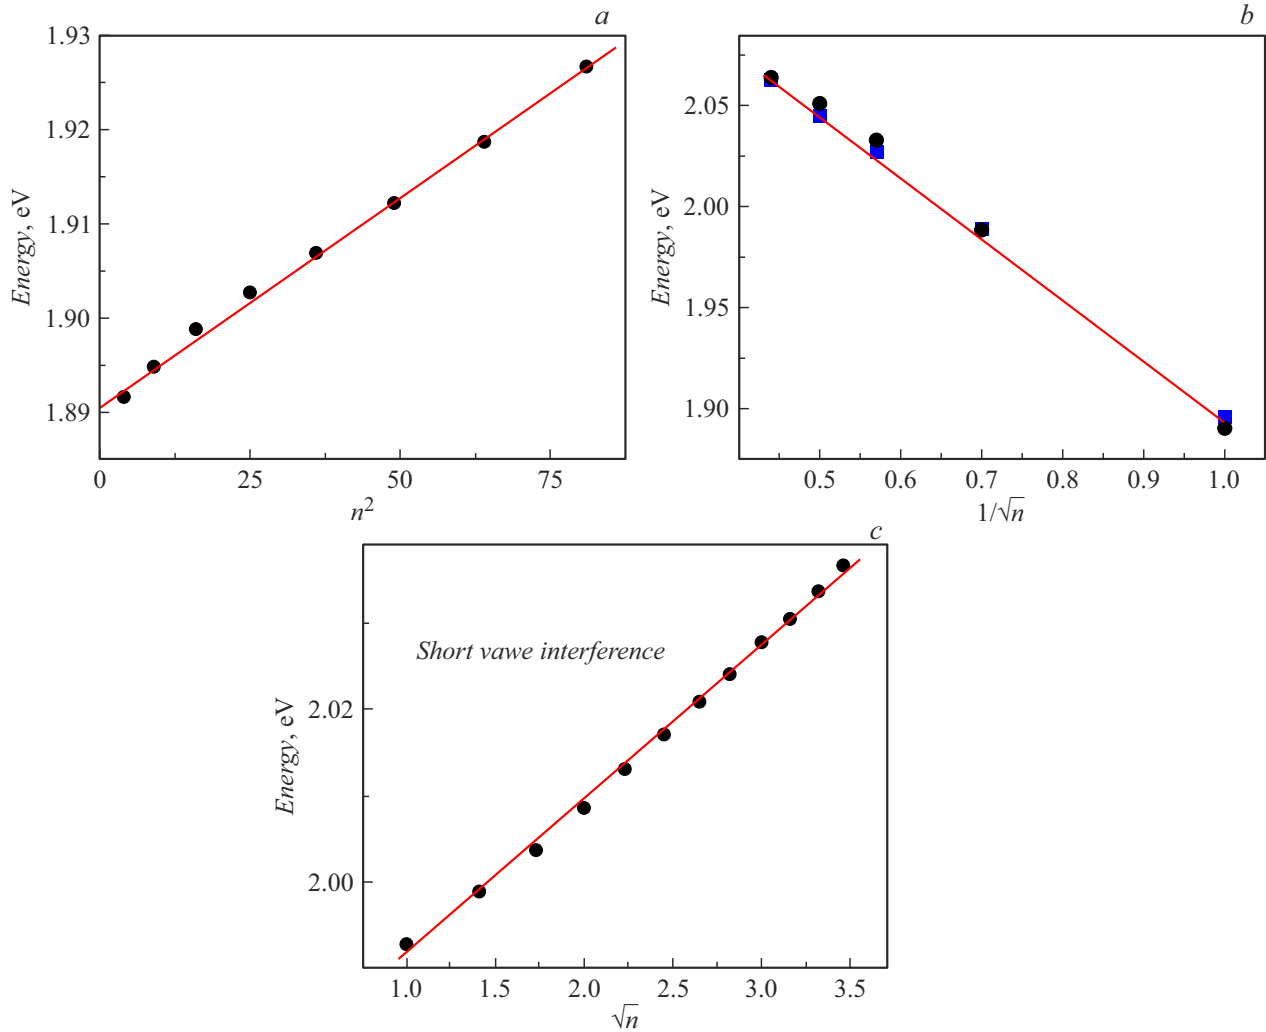 a
1.93
1.92
1.91
1.90
1.89
Energy, eV
0 25 50 75
n²
b
2.05
2.00
1.95
1.90
Energy, eV
0.5 0.6 0.7 0.8 0.9 1.0
1/√n
c
Short vawe interference
2.02
2.00
Energy, eV
1.0 1.5 2.0 2.5 3.0 3.5
√n